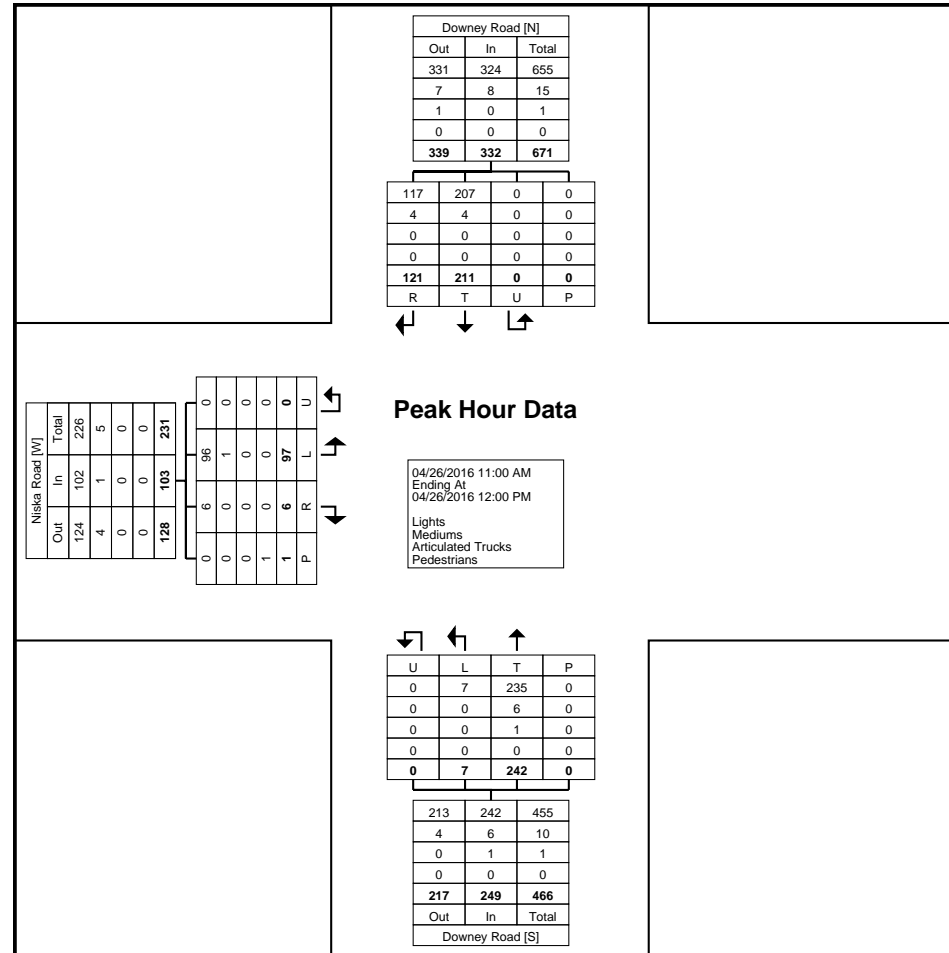 Downey Road [N]
Out In Total
331 324 655
7 8 15
1 0 1
0 0 0
339 332 671
117 207 0 0
4 4 0 0
0 0 0 0
0 0 0 0
121 211 0 0
R T U P
Niska Road [W]
Out In Total
124 102 226
4 1 5
0 0 0
0 0 0
128 103 231
0 6 96 0
0 0 1 0
0 0 0 0
1 0 0 0
1 6 97 0
P R L U
Peak Hour Data
04/26/2016 11:00 AM
Ending At
04/26/2016 12:00 PM
Lights
Mediums
Articulated Trucks
Pedestrians
U L T P
0 7 235 0
0 0 6 0
0 0 1 0
0 0 0 0
0 7 242 0
213 242 455
4 6 10
0 1 1
0 0 0
217 249 466
Out In Total
Downey Road [S]